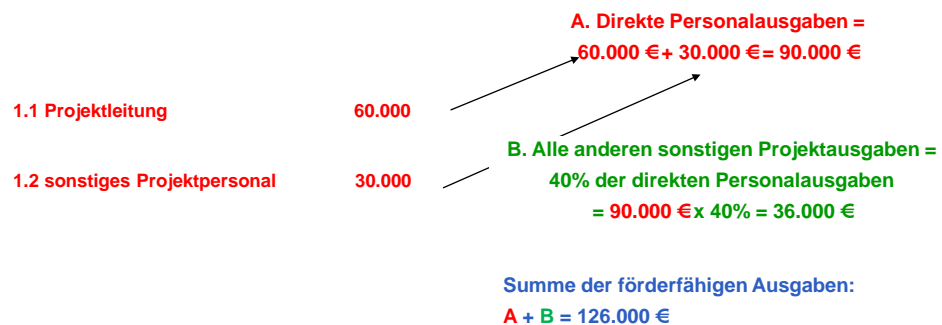 A. Direkte Personalausgaben =
60.000 €+ 30.000 €= 90.000 €
1.1 Projektleitung 60.000
B. Alle anderen sonstigen Projektausgaben =
1.2 sonstiges Projektpersonal 30.000
40% der direkten Personalausgaben
= 90.000 €x 40% = 36.000 €
Summe der förderfähigen Ausgaben:
A + B = 126.000 €